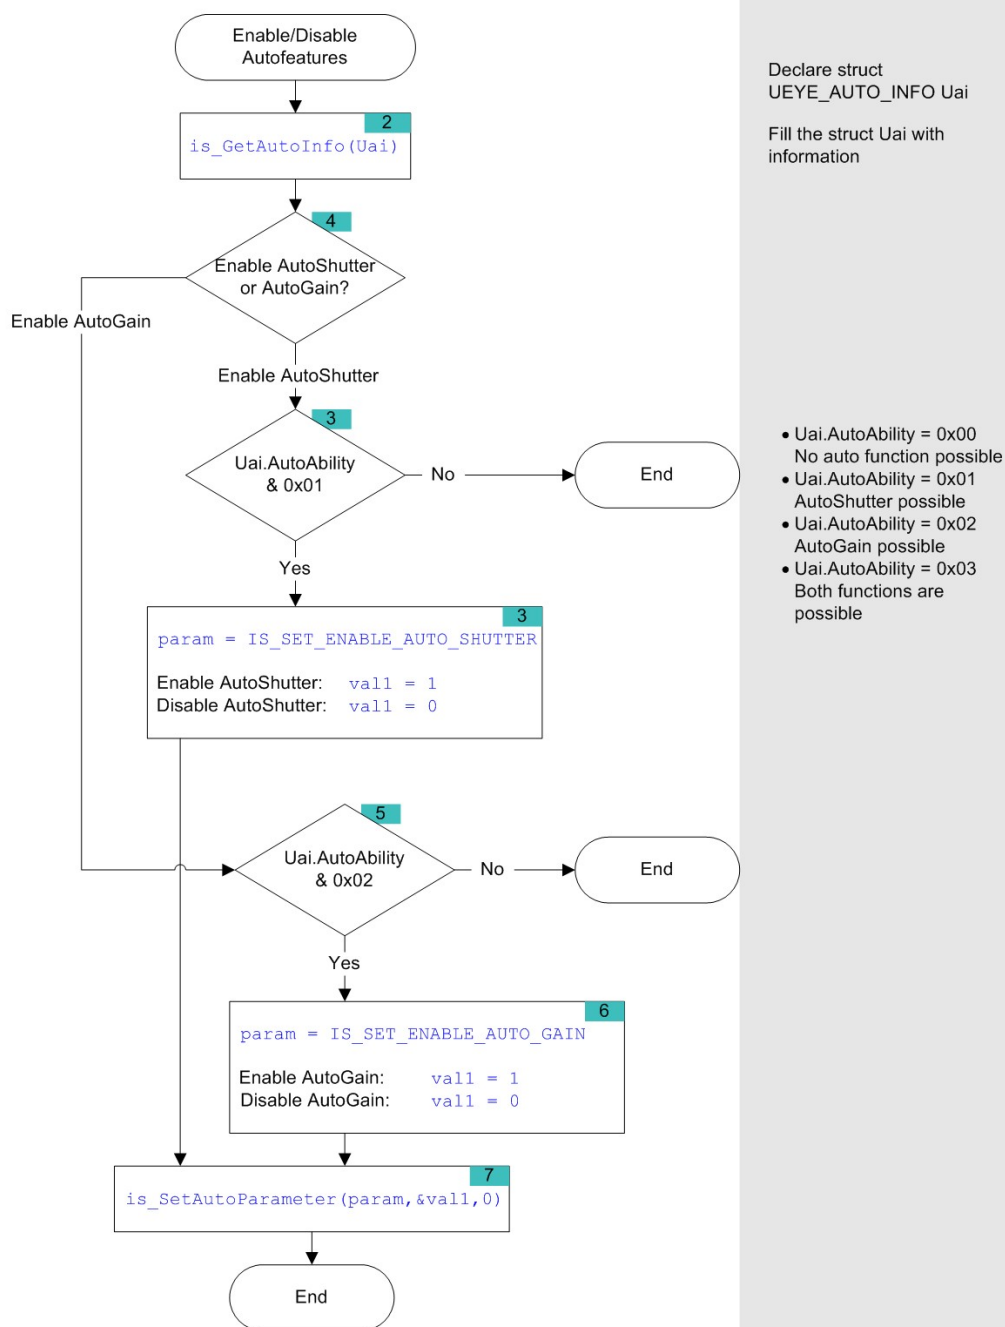 Enable/Disable
Autofeatures
Declare struct
UEYE_AUTO_INFO Uai
Fill the struct Uai with
information
2
is_GetAutoInfo(Uai)
4
Enable AutoShutter
or AutoGain?
Enable AutoGain
Enable AutoShutter
3
Uai.AutoAbility
& 0x01
No
End
• Uai.AutoAbility = 0x00
No auto function possible
• Uai.AutoAbility = 0x01
AutoShutter possible
• Uai.AutoAbility = 0x02
AutoGain possible
• Uai.AutoAbility = 0x03
Both functions are
possible
Yes
3
param = IS_SET_ENABLE_AUTO_SHUTTER
Enable AutoShutter: val1 = 1
Disable AutoShutter: val1 = 0
5
Uai.AutoAbility
& 0x02
No
End
Yes
6
param = IS_SET_ENABLE_AUTO_GAIN
Enable AutoGain: val1 = 1
Disable AutoGain: val1 = 0
7
is_SetAutoParameter(param,&val1,0)
End